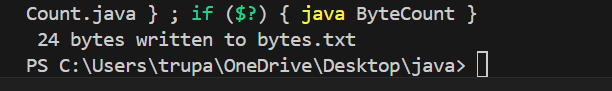 Count.java } ; if ($?) { java ByteCount }
24 bytes written to bytes.txt
PS C:\Users\trupa\OneDrive\Desktop\java>